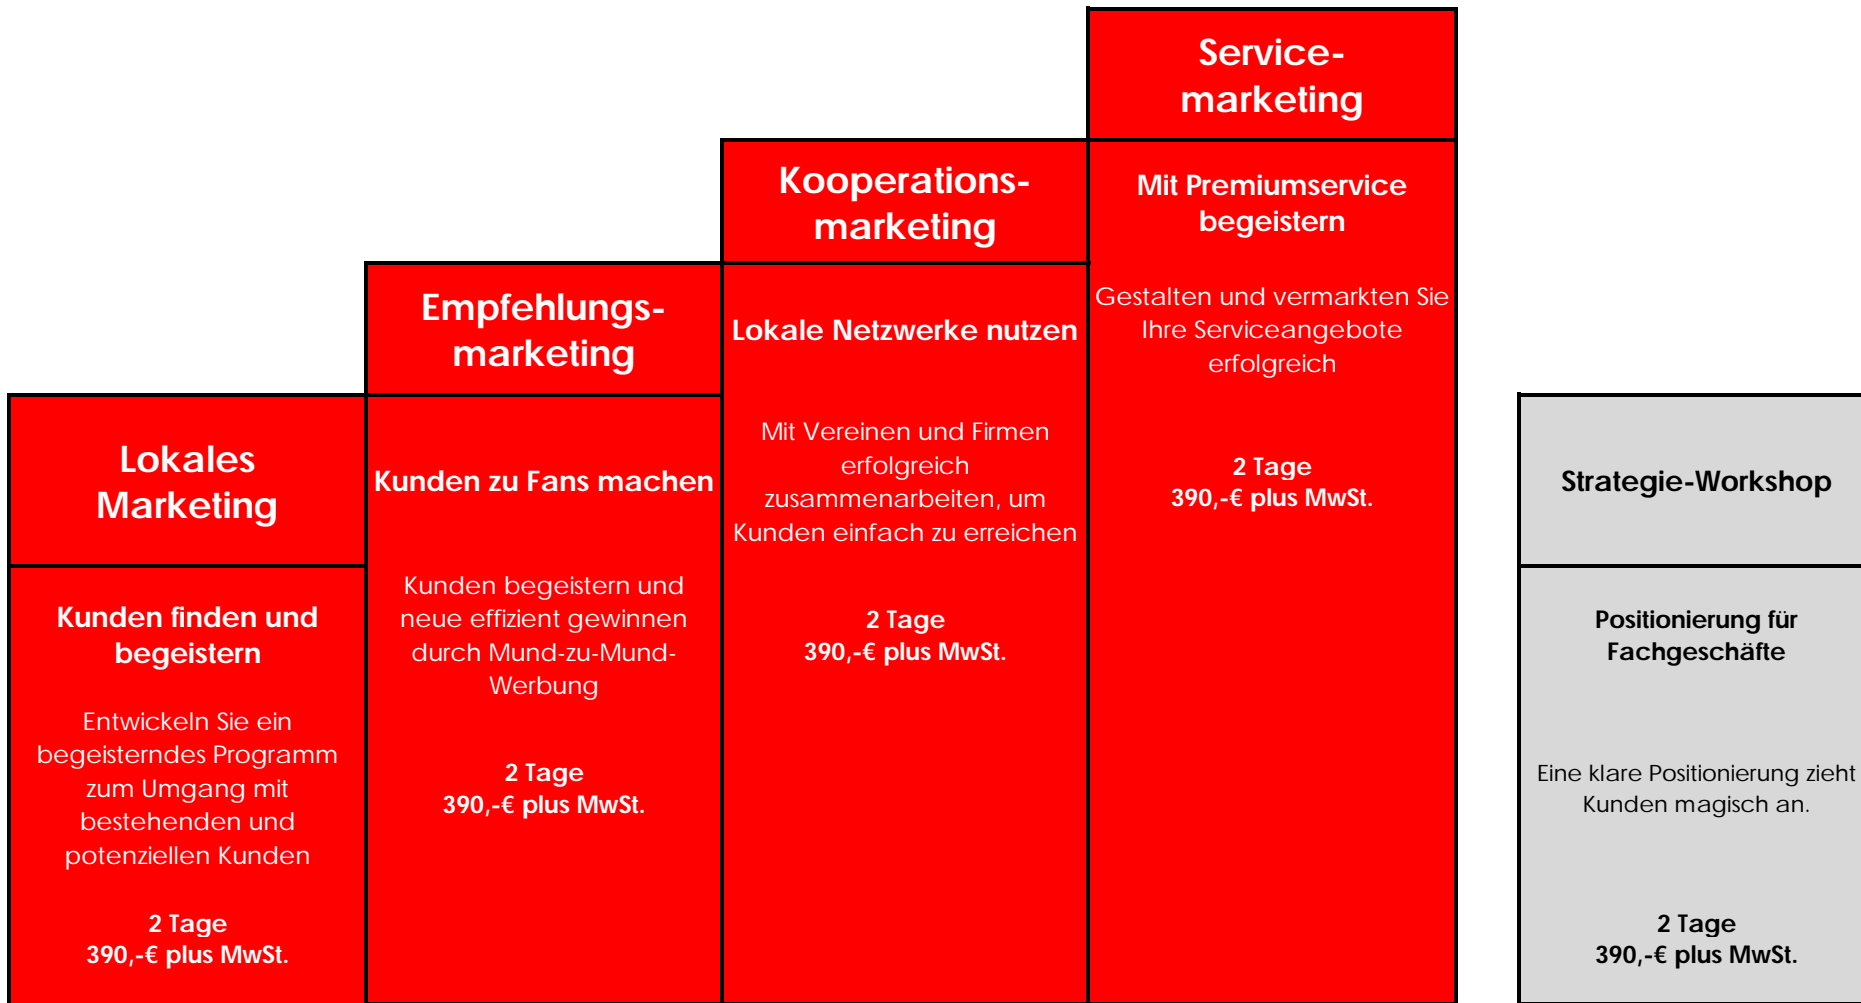 Lokales
Marketing
Kunden finden und
begeistern
Entwickeln Sie ein
begeisterndes Programm
zum Umgang mit
bestehenden und
potenziellen Kunden
2 Tage
390,-€ plus MwSt.
Empfehlungs-
marketing
Kunden zu Fans machen
Kunden begeistern und
neue effizient gewinnen
durch Mund-zu-Mund-
Werbung
2 Tage
390,-€ plus MwSt.
Kooperations-
marketing
Lokale Netzwerke nutzen
Mit Vereinen und Firmen
erfolgreich
zusammenarbeiten, um
Kunden einfach zu erreichen
2 Tage
390,-€ plus MwSt.
Service-
marketing
Mit Premiumservice
begeistern
Gestalten und vermarkten Sie
Ihre Serviceangebote
erfolgreich
2 Tage
390,-€ plus MwSt.
Strategie-Workshop
Positionierung für
Fachgeschäfte
Eine klare Positionierung zieht
Kunden magisch an.
2 Tage
390,-€ plus MwSt.